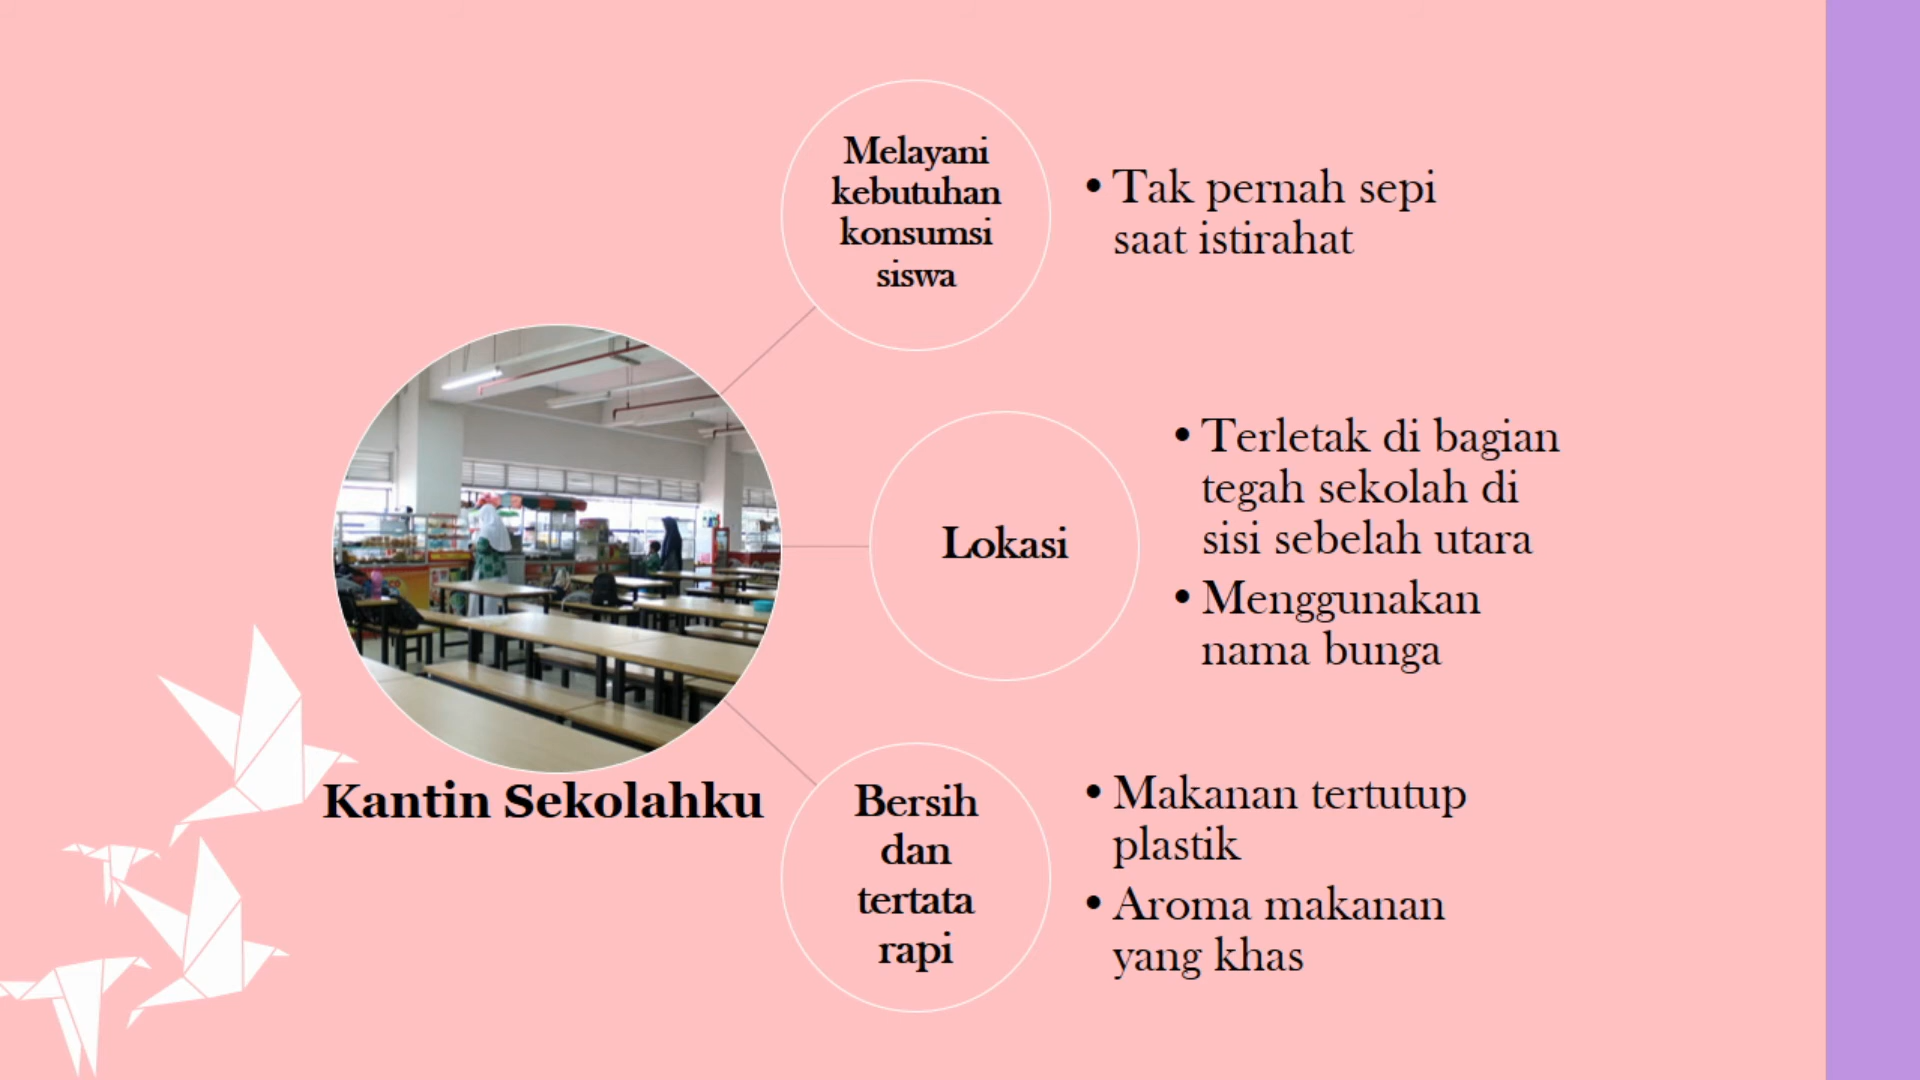 Melayani
kebutuhan
konsumsi
siswa
• Tak pernah sepi
saat istirahat
Lokasi
• Terletak di bagian
tegah sekolah di
sisi sebelah utara
• Menggunakan
nama bunga
Kantin Sekolahku
Bersih
dan
tertata
rapi
• Makanan tertutup
plastik
• Aroma makanan
yang khas